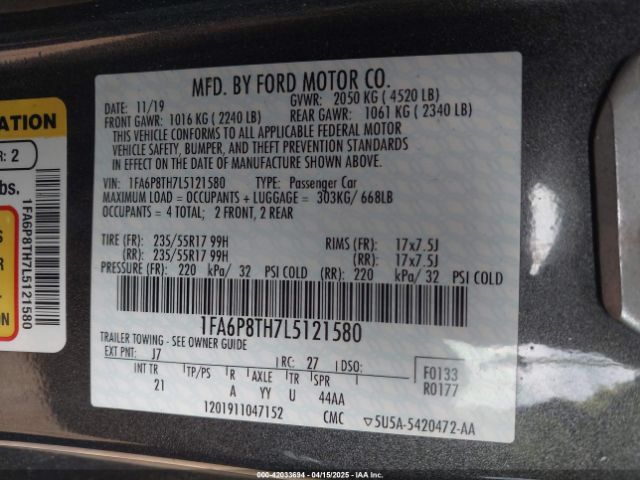 MFD. BY FORD MOTOR CO.
DATE: 11/19 GVWR: 2050 KG ( 4520 LB)
FRONT GAWR: 1016 KG ( 2240 LB) REAR GAWR: 1061 KG ( 2340 LB)
THIS VEHICLE CONFORMS TO ALL APPLICABLE FEDERAL MOTOR
VEHICLE SAFETY, BUMPER, AND THEFT PREVENTION STANDARDS
IN EFFECT ON THE DATE OF MANUFACTURE SHOWN ABOVE.
VIN: 1FA6P8TH7L5121580 TYPE: Passenger Car
MAXIMUM LOAD = OCCUPANTS + LUGGAGE = 303KG/ 668LB
OCCUPANTS = 4 TOTAL; 2 FRONT, 2 REAR
TIRE (FR): 235/55R17 99H RIMS (FR): 17x7.5J
(RR): 235/55R17 99H (RR): 17x7.5J
PRESSURE (FR): 220 kPa/ 32 PSI COLD (RR): 220 kPa/ 32 PSI COLD
1FA6P8TH7L5121580
TRAILER TOWING - SEE OWNER GUIDE
EXT PNT: J7 RC: 27 DSO: F0133
INT TR TP/PS R AXLE TR SPR R0177
21 A YY U 44AA
1201911047152 CMC ▽5U5A-5420472-AA
ATION
R: 2
bs.
S
R
S
ON
1FA6P8TH7L5121580
000-42033694 - 04/15/2025 - IAAI.COM